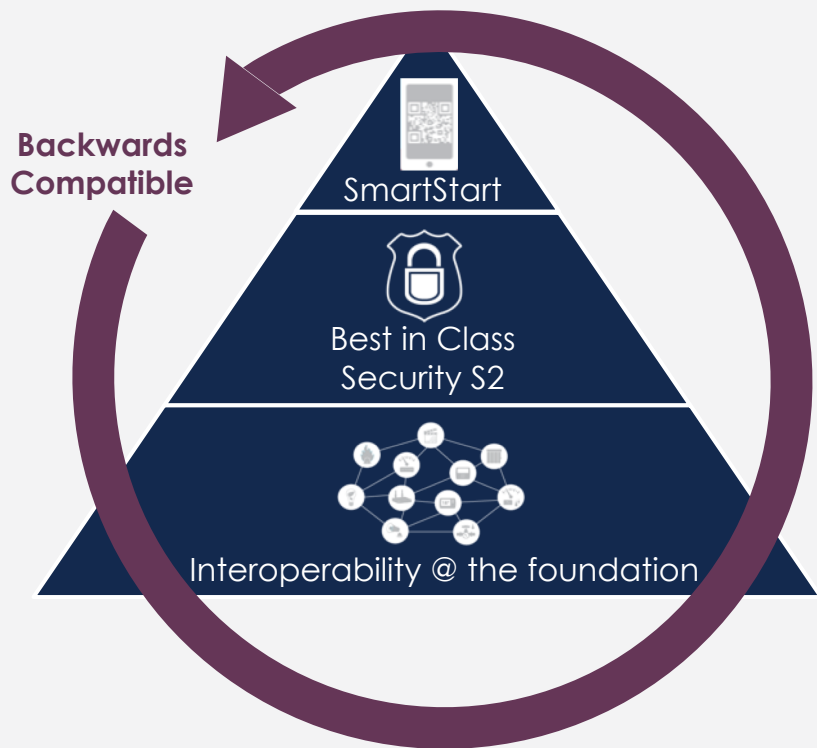 Backwards
Compatible
SmartStart
Best in Class
Security S2
Interoperability @ the foundation